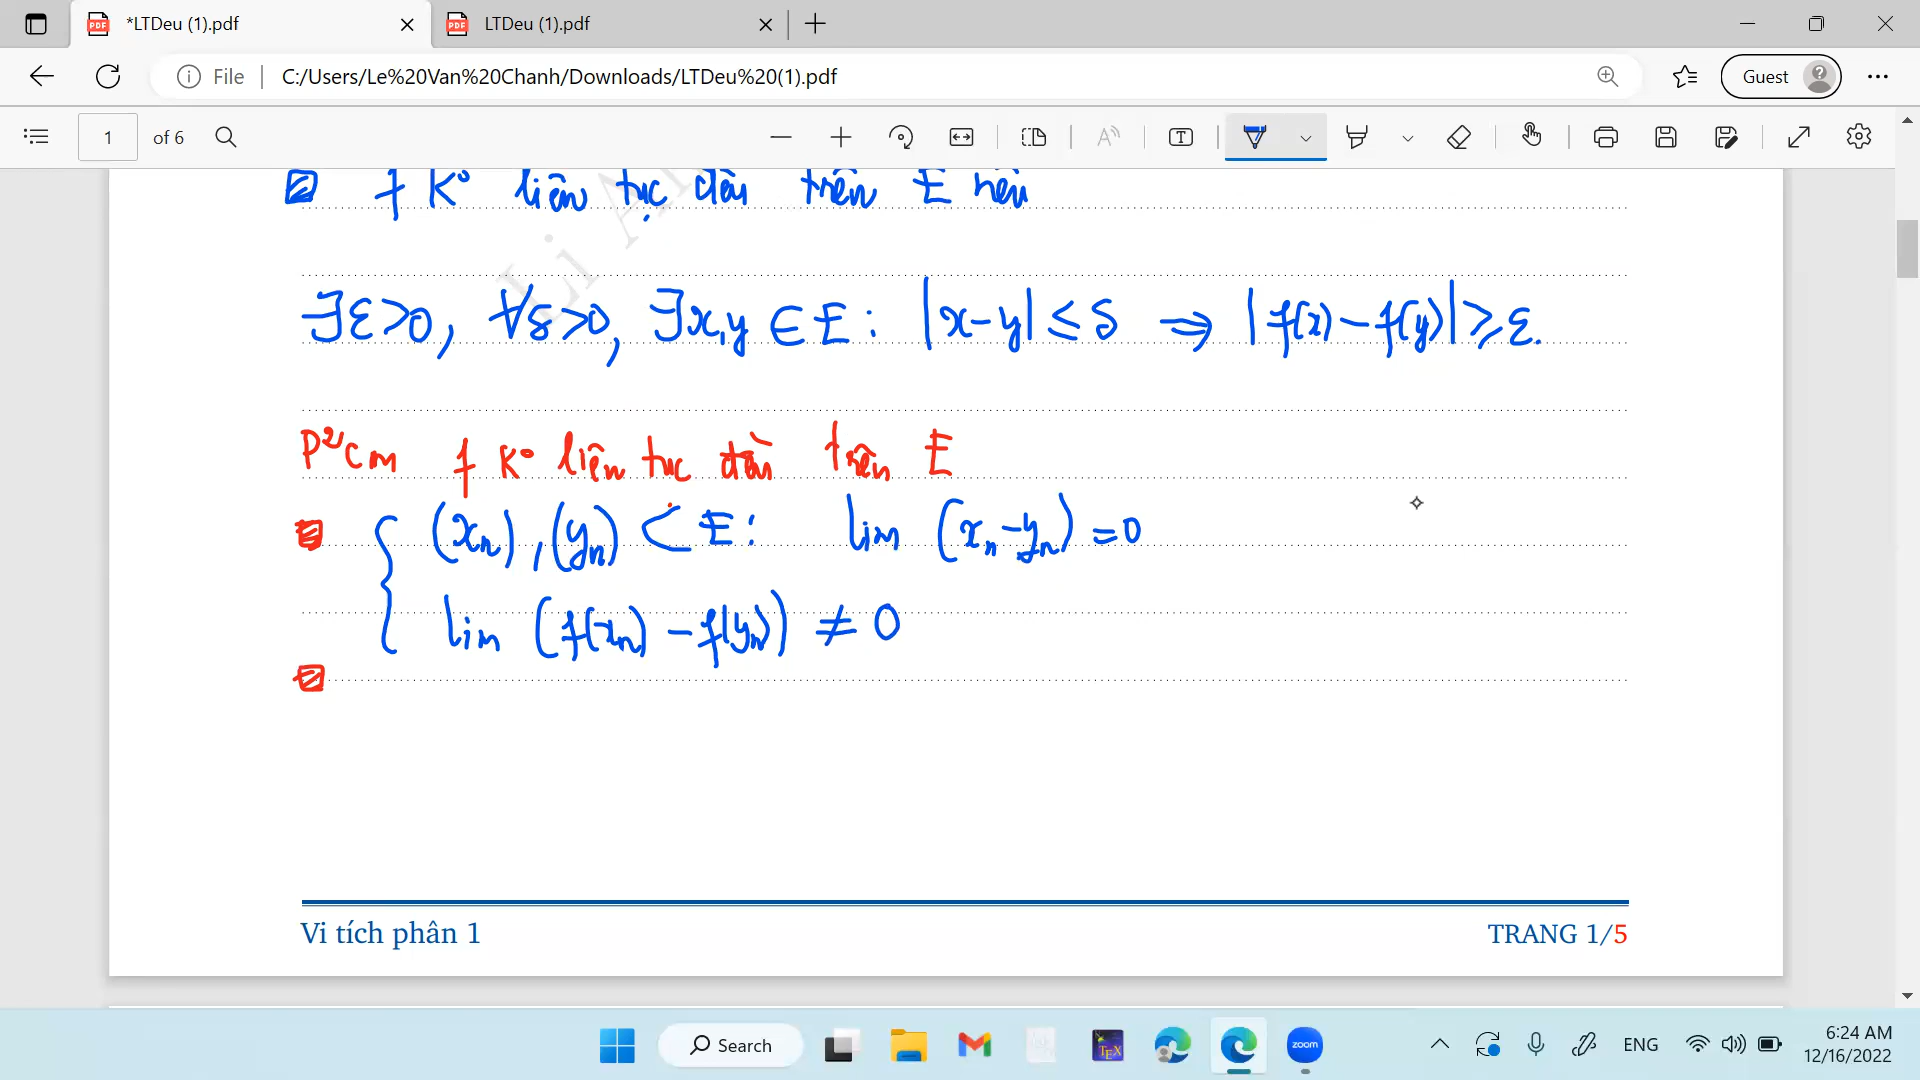 *LTDeu (1).pdf
LTDeu (1).pdf
File
C:/Users/Le%20Van%20Chanh/Downloads/LTDeu%20(1).pdf
Guest
1 of 6
f K° liên tục đều trên E nếu
∃ε>0, ∀δ>0, ∃x,y ∈ E : |x-y| ≤ δ ⇒ |f(x) - f(y)| ≥ ε.
P²cm f K° liên tục đều trên E
(xₙ), (yₙ) ⊂ E : lim (xₙ - yₙ) = 0
lim (f(xₙ) - f(yₙ)) ≠ 0
Vi tích phân 1
TRANG 1/5
Search
TEX
zoom
ENG
6:24 AM
12/16/2022